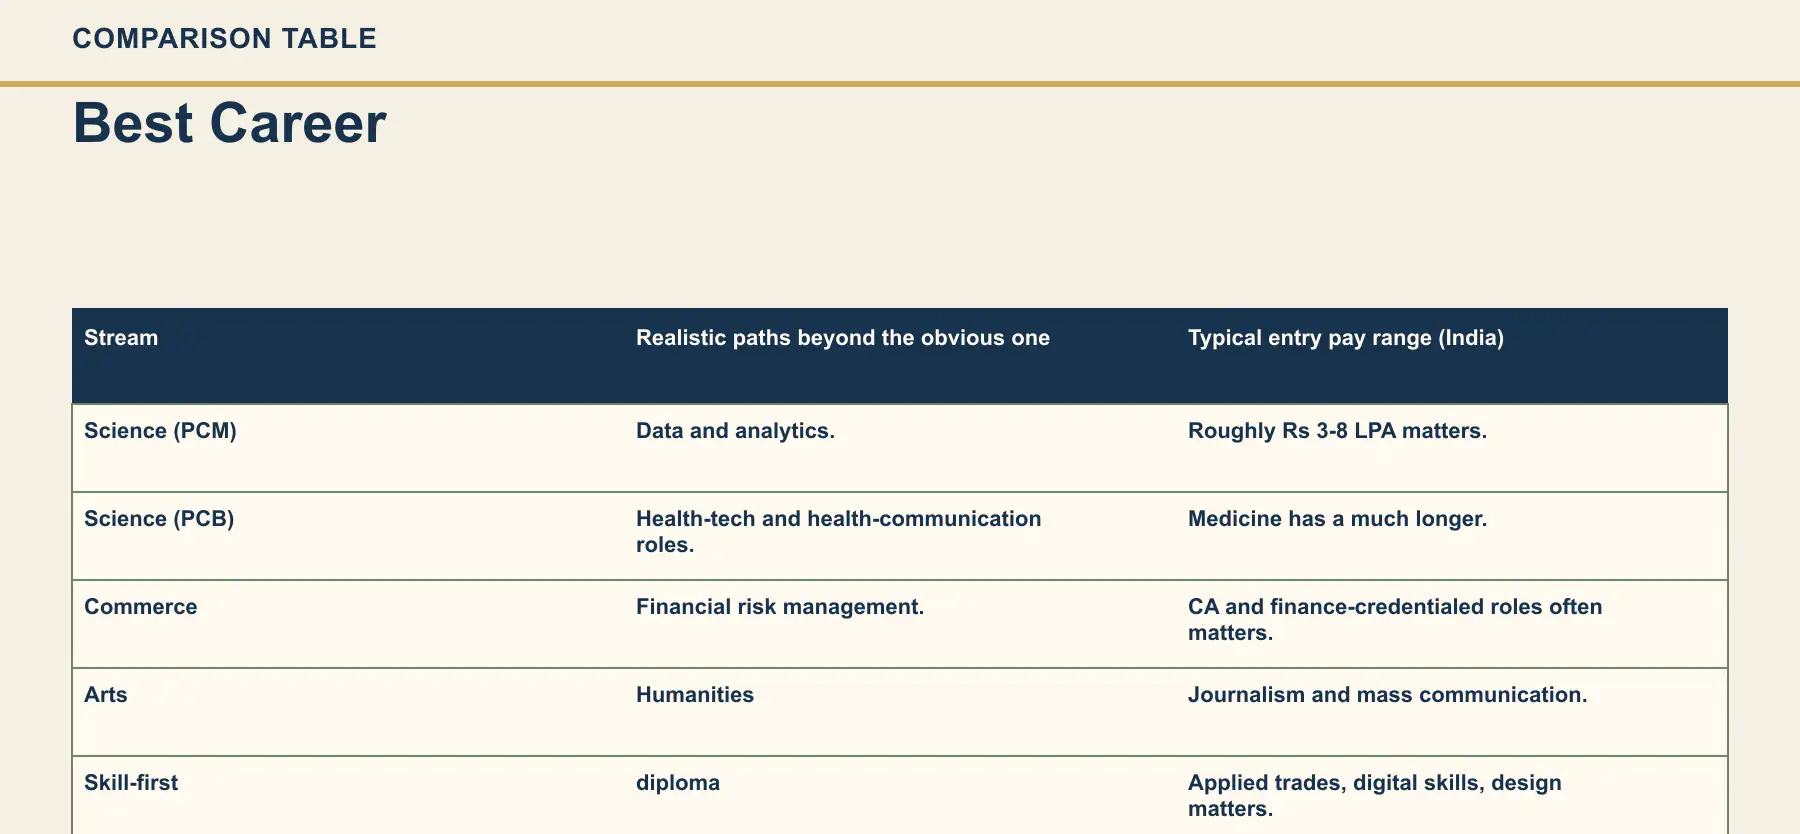 COMPARISON TABLE
Best Career
Stream
Realistic paths beyond the obvious one
Typical entry pay range (India)
Science (PCM)
Data and analytics.
Roughly Rs 3-8 LPA matters.
Science (PCB)
Health-tech and health-communication
roles.
Medicine has a much longer.
Commerce
Financial risk management.
CA and finance-credentialed roles often
matters.
Arts
Humanities
Journalism and mass communication.
Skill-first
diploma
Applied trades, digital skills, design
matters.